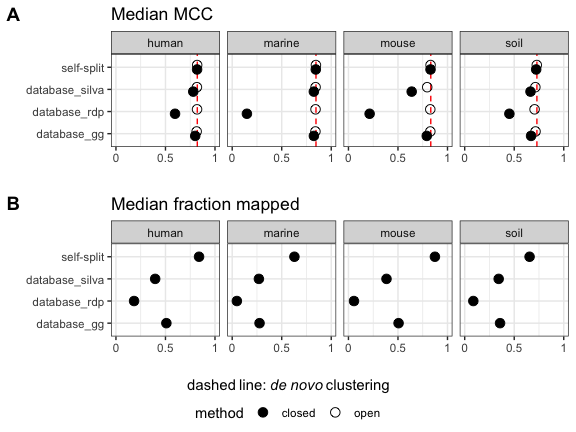 A
Median MCC
human marine mouse soil
self-split
database_silva
database_rdp
database_gg
0 0.5 1 0 0.5 1 0 0.5 1 0 0.5 1
B
Median fraction mapped
human marine mouse soil
self-split
database_silva
database_rdp
database_gg
0 0.5 1 0 0.5 1 0 0.5 1 0 0.5 1
dashed line: de novo clustering
method closed open